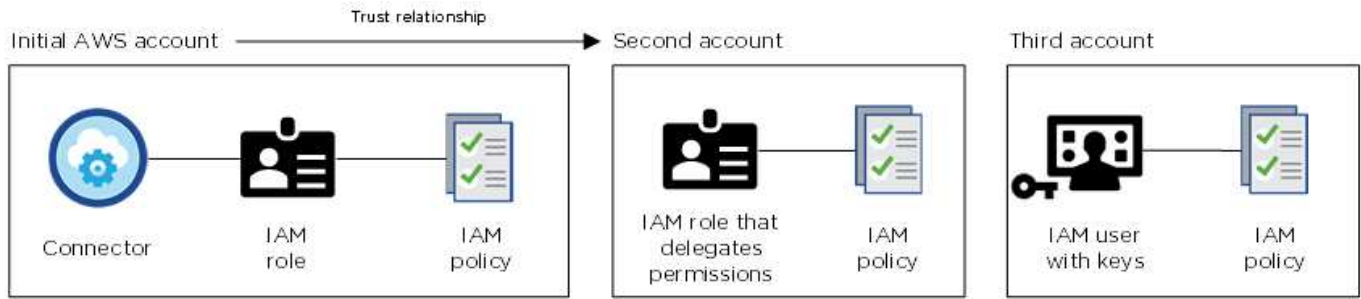 Trust relationship
Initial AWS account
Second account
Third account
Connector
IAM
role
IAM
policy
IAM role that
delegates
permissions
IAM
policy
IAM user
with keys
IAM
policy